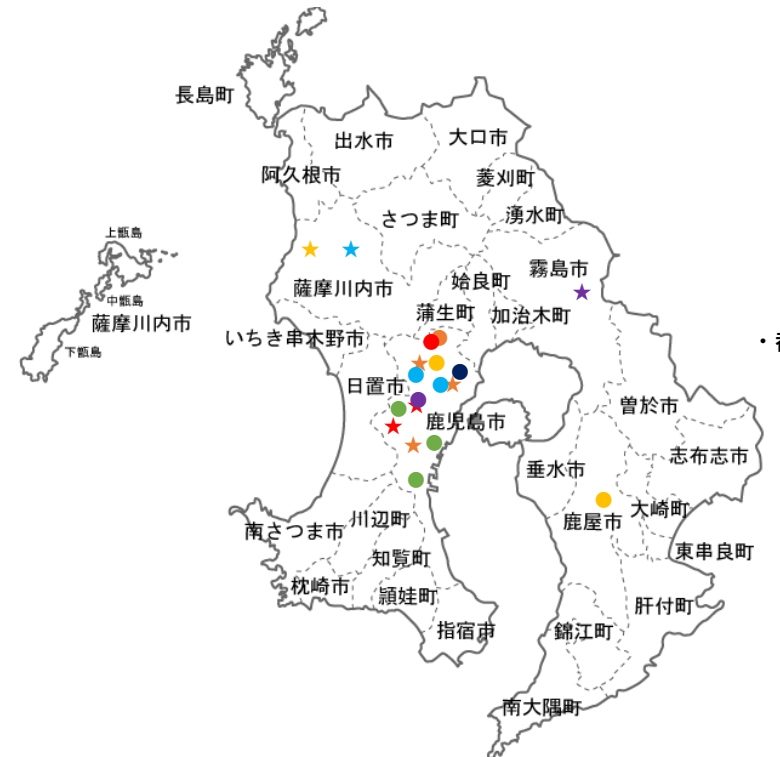 長島町
出水市
大口市
阿久根市
菱刈町
さつま町
湧水町
上甑島
霧島市
姶良町
薩摩川内市
中甑島
蒲生町
加治木町
薩摩川内市
いちき串木野市
下甑島
日置市
曽於市
鹿児島市
志布志市
垂水市
大崎町
川辺町
鹿屋市
南さつま市
東串良町
知覧町
枕崎市
頴娃町
肝付町
指宿市
錦江町
南大隅町